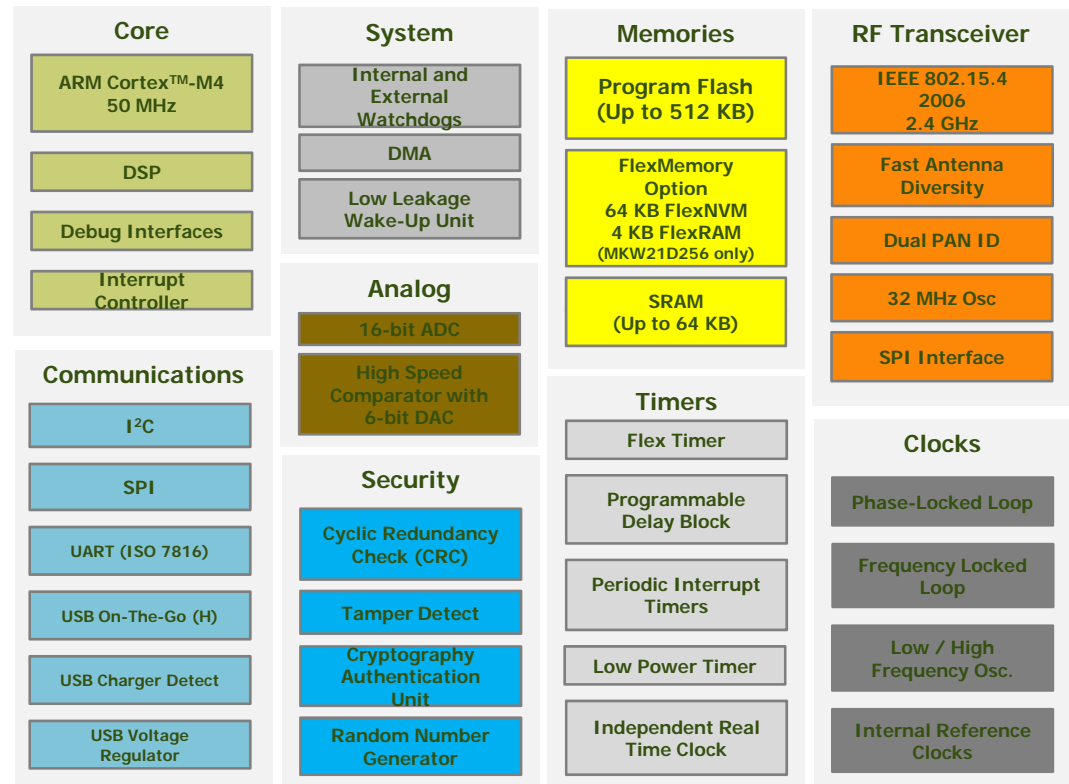 Core
ARM Cortex™-M4
50 MHz
DSP
Debug Interfaces
Interrupt
Controller
System
Internal and
External
Watchdogs
DMA
Low Leakage
Wake-Up Unit
Memories
Program Flash
(Up to 512 KB)
FlexMemory
Option
64 KB FlexNVM
4 KB FlexRAM
(MKW21D256 only)
SRAM
(Up to 64 KB)
RF Transceiver
IEEE 802.15.4
2006
2.4 GHz
Fast Antenna
Diversity
Dual PAN ID
32 MHz Osc
SPI Interface
Analog
16-bit ADC
High Speed
Comparator with
6-bit DAC
Communications
I²C
SPI
UART (ISO 7816)
USB On-The-Go (H)
USB Charger Detect
USB Voltage
Regulator
Security
Cyclic Redundancy
Check (CRC)
Tamper Detect
Cryptography
Authentication
Unit
Random Number
Generator
Timers
Flex Timer
Programmable
Delay Block
Periodic Interrupt
Timers
Low Power Timer
Independent Real
Time Clock
Clocks
Phase-Locked Loop
Frequency Locked
Loop
Low / High
Frequency Osc.
Internal Reference
Clocks